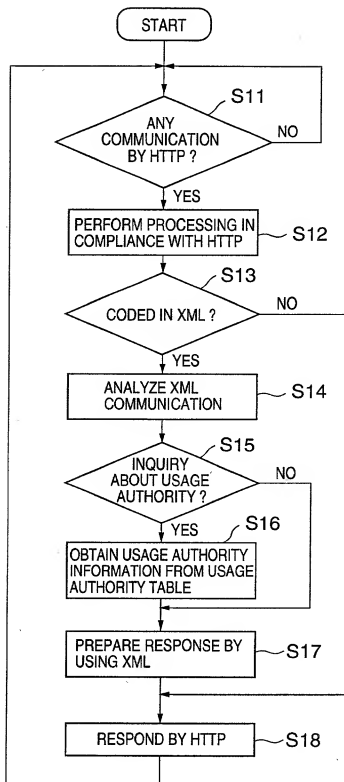 START
S11
ANY
COMMUNICATION
BY HTTP ?
NO
YES
PERFORM PROCESSING IN
COMPLIANCE WITH HTTP
S12
S13
CODED IN XML ?
NO
YES
ANALYZE XML
COMMUNICATION
S14
S15
INQUIRY
ABOUT USAGE
AUTHORITY ?
NO
YES
S16
OBTAIN USAGE AUTHORITY
INFORMATION FROM USAGE
AUTHORITY TABLE
PREPARE RESPONSE BY
USING XML
S17
RESPOND BY HTTP
S18